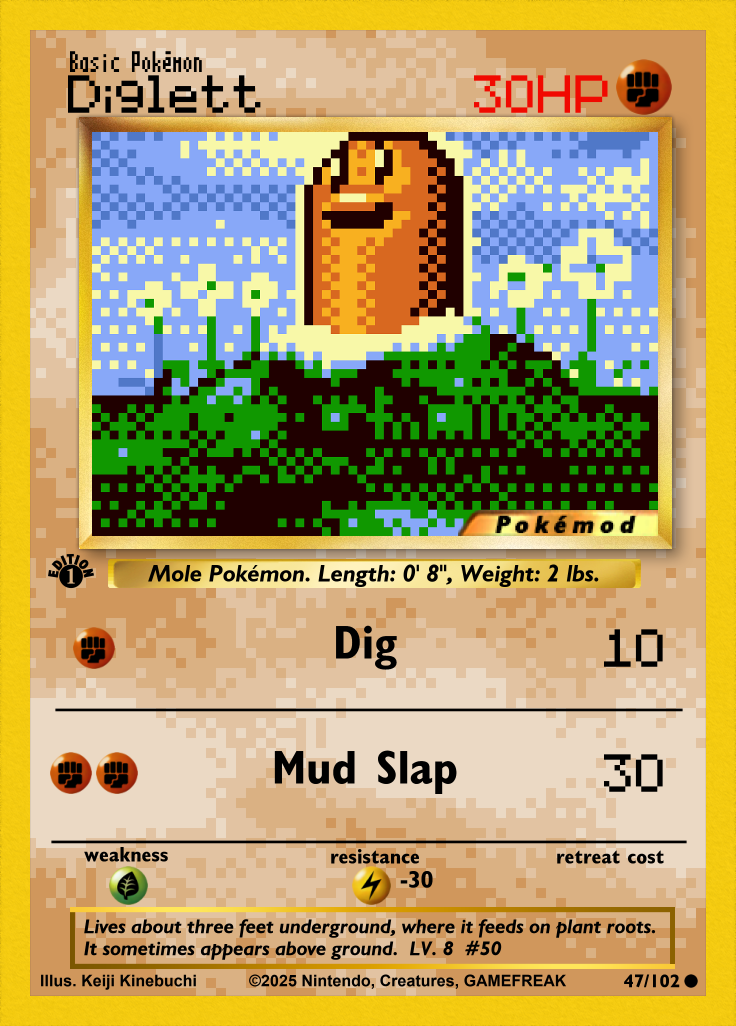 Basic Pokémon
Diglett 30HP
Pokémod
EDITION 1
Mole Pokémon. Length: 0' 8", Weight: 2 lbs.
Dig 10
Mud Slap 30
weakness resistance retreat cost
-30
Lives about three feet underground, where it feeds on plant roots.
It sometimes appears above ground. LV. 8 #50
Illus. Keiji Kinebuchi ©2025 Nintendo, Creatures, GAMEFREAK 47/102